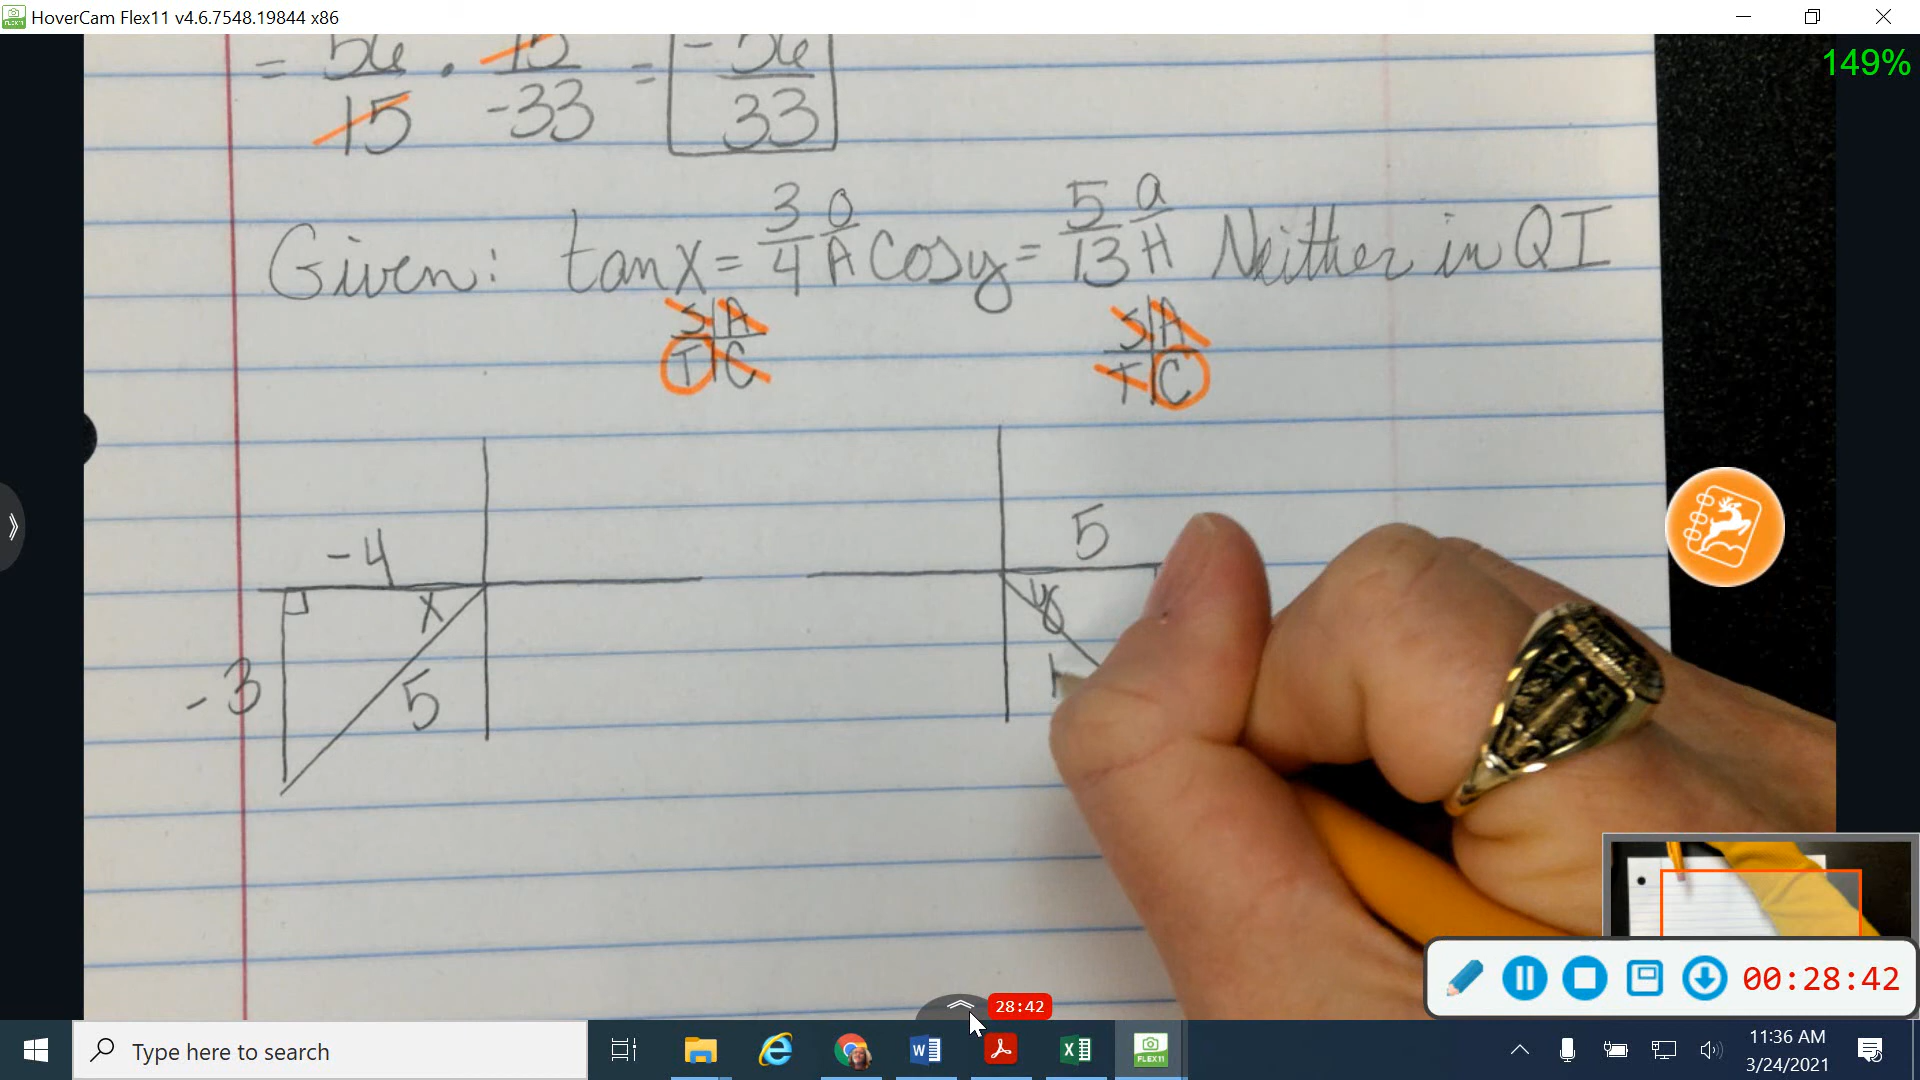 HoverCam Flex11 v4.6.7548.19844 x86
149%
= 56/15 · 15/-33 = -56/33
Given: tan x = 3/4 O/A Cos y = 5/13 a/H Neither in QI
S A S A
T C T C
-4 5
x y
-3 5
28:42
00:28:42
Type here to search
FLEX11
11:36 AM
3/24/2021